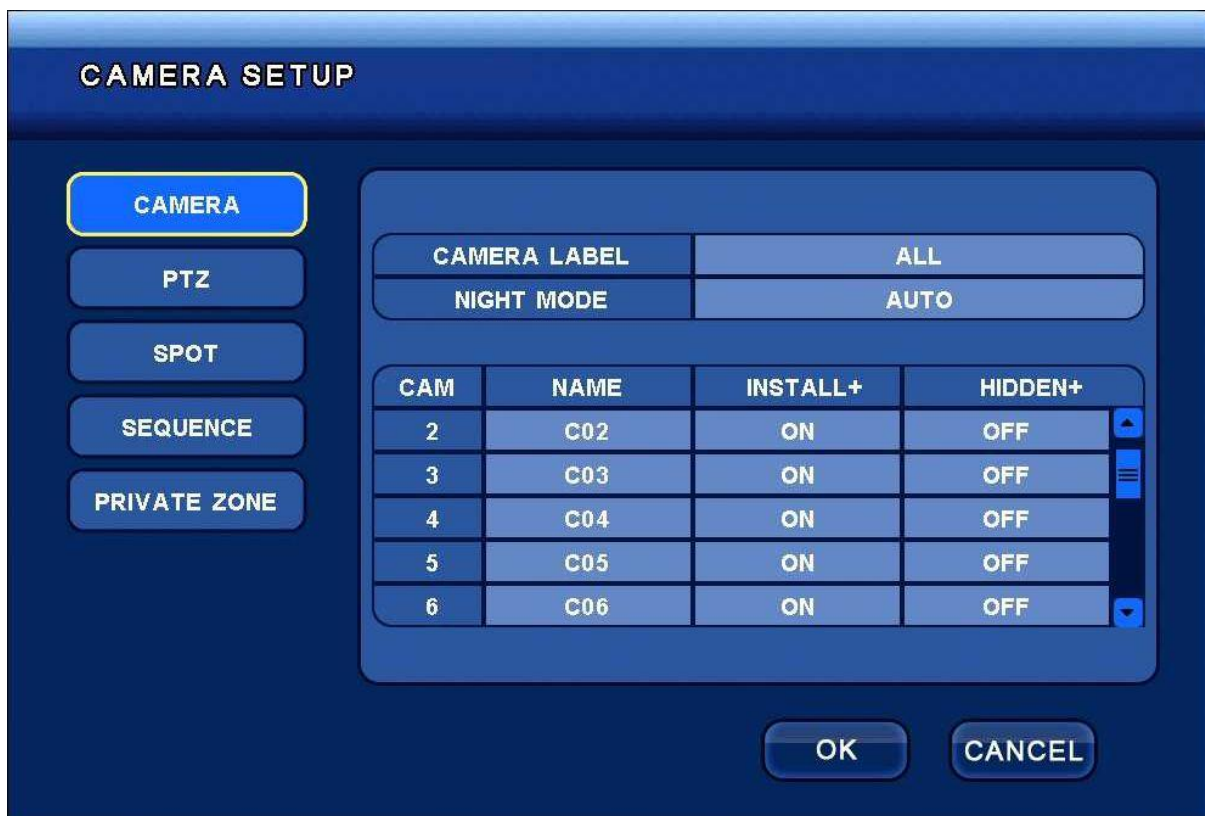 CAMERA SETUP
CAMERA
PTZ
SPOT
SEQUENCE
PRIVATE ZONE
CAMERA LABEL ALL
NIGHT MODE AUTO
CAM NAME INSTALL+ HIDDEN+
2 C02 ON OFF
3 C03 ON OFF
4 C04 ON OFF
5 C05 ON OFF
6 C06 ON OFF
OK CANCEL